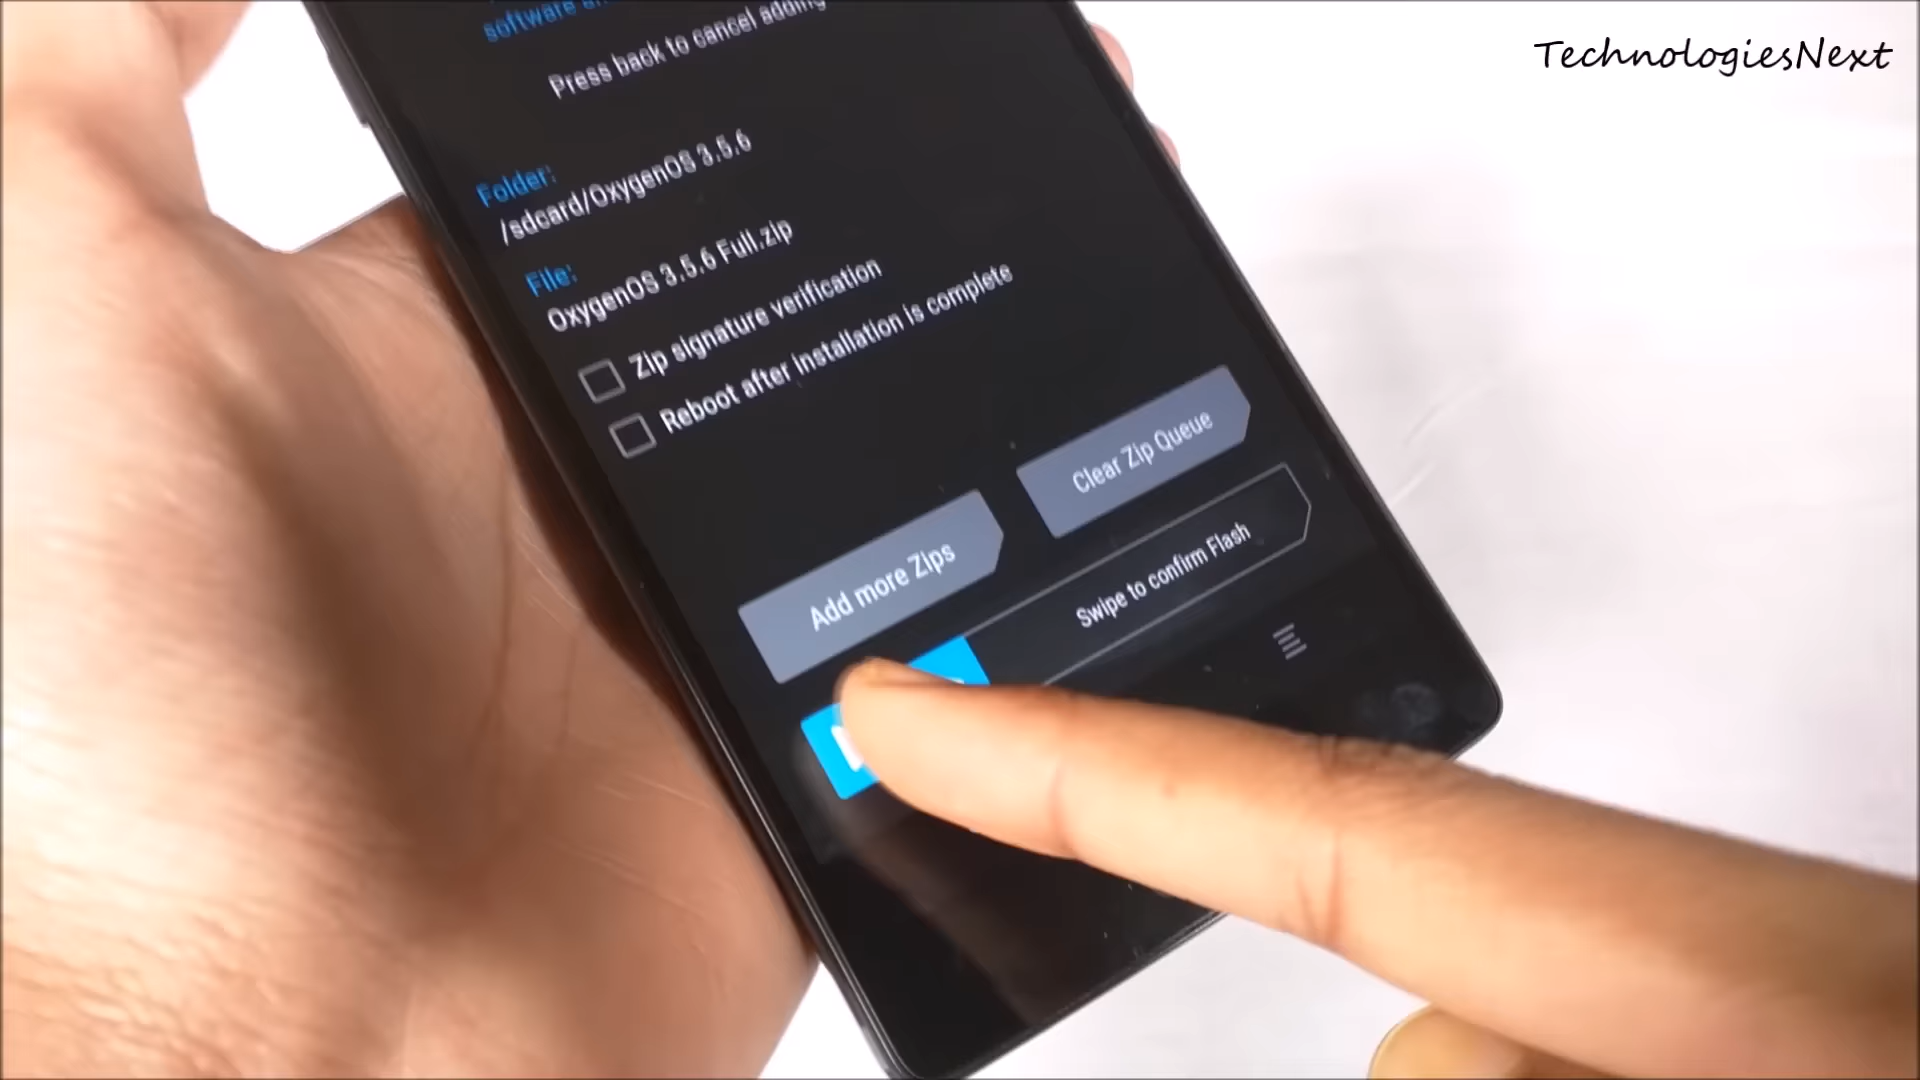 TechnologiesNext
software
Press back to cancel adding
Folder:
/sdcard/OxygenOS 3.5.6
File:
OxygenOS 3.5.6 Full.zip
Zip signature verification
Reboot after installation is complete
Clear Zip Queue
Add more Zips
Swipe to confirm Flash